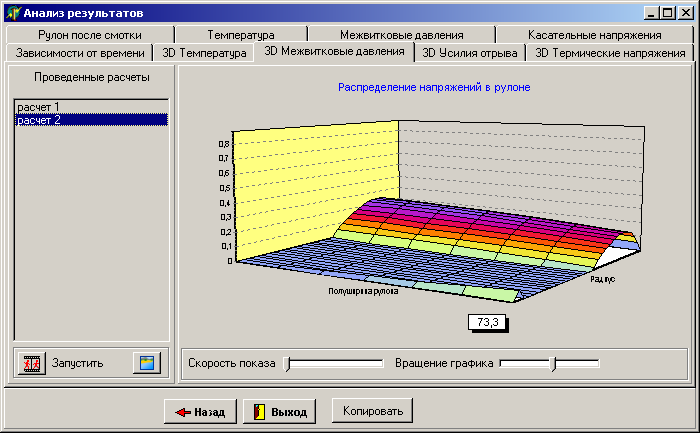 Анализ результатов
Рулон после смотки
Температура
Межвитковые давления
Касательные напряжения
Зависимости от времени
3D Температура
3D Межвитковые давления
3D Усилия отрыва
3D Термические напряжения
Проведенные расчеты
расчет 1
расчет 2
Распределение напряжений в рулоне
0,8
0,7
0,6
0,5
0,4
0,3
0,2
0,1
0
Полуширина рулона
Радиус
73,3
Запустить
Скорость показа
Вращение графика
Назад
Выход
Копировать